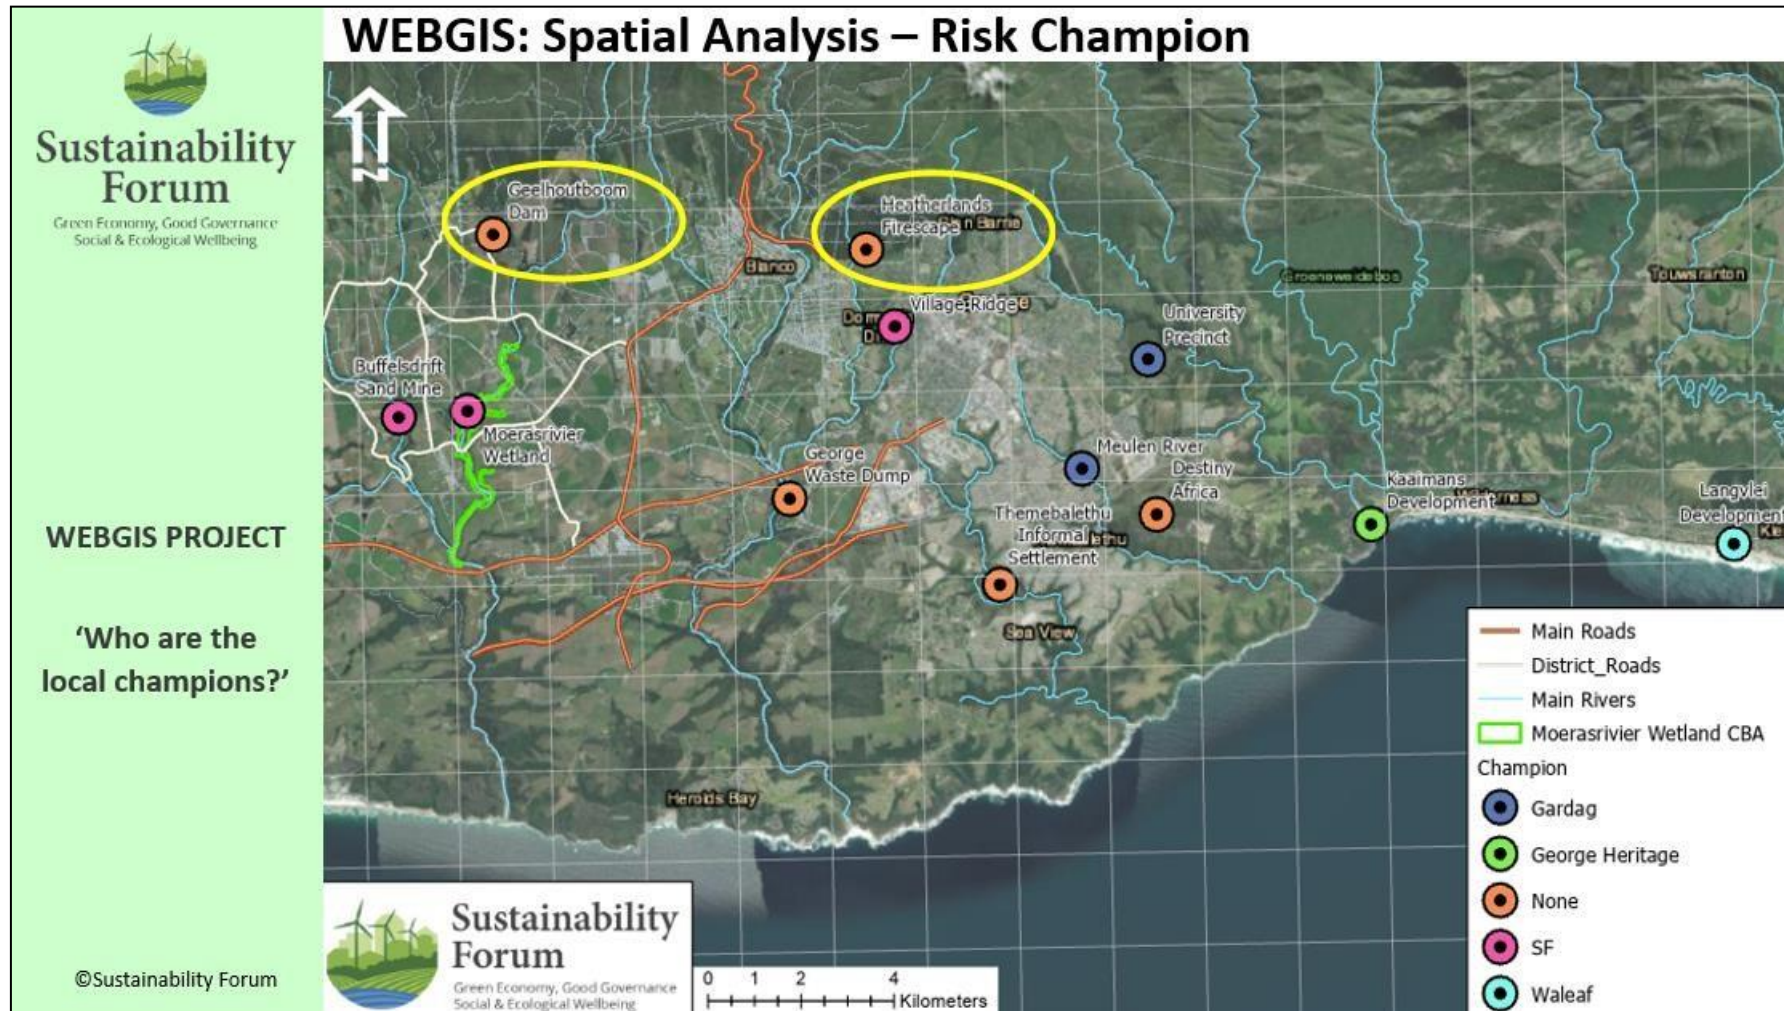 WEBGIS: Spatial Analysis – Risk Champion
Sustainability
Forum
Green Economy, Good Governance
Social & Ecological Wellbeing
WEBGIS PROJECT
‘Who are the
local champions?’
©Sustainability Forum
N
Geelhoutboom
Dam
Heatherlands
Firescape
Blanco
Groeneweidebos
Touwsranton
Village Ridge
University
Precinct
Buffelsdrift
Sand Mine
Moerasrivier
Wetland
George
Waste Dump
Meulen River
Destiny
Africa
Kaaimans
Development
Langvlei
Development
Themebalethu
Informal
Settlement
Sea View
Herolds Bay
Main Roads
District_Roads
Main Rivers
Moerasrivier Wetland CBA
Champion
Gardag
George Heritage
None
SF
Waleaf
Sustainability
Forum
Green Economy, Good Governance
Social & Ecological Wellbeing
0 1 2 4
Kilometers